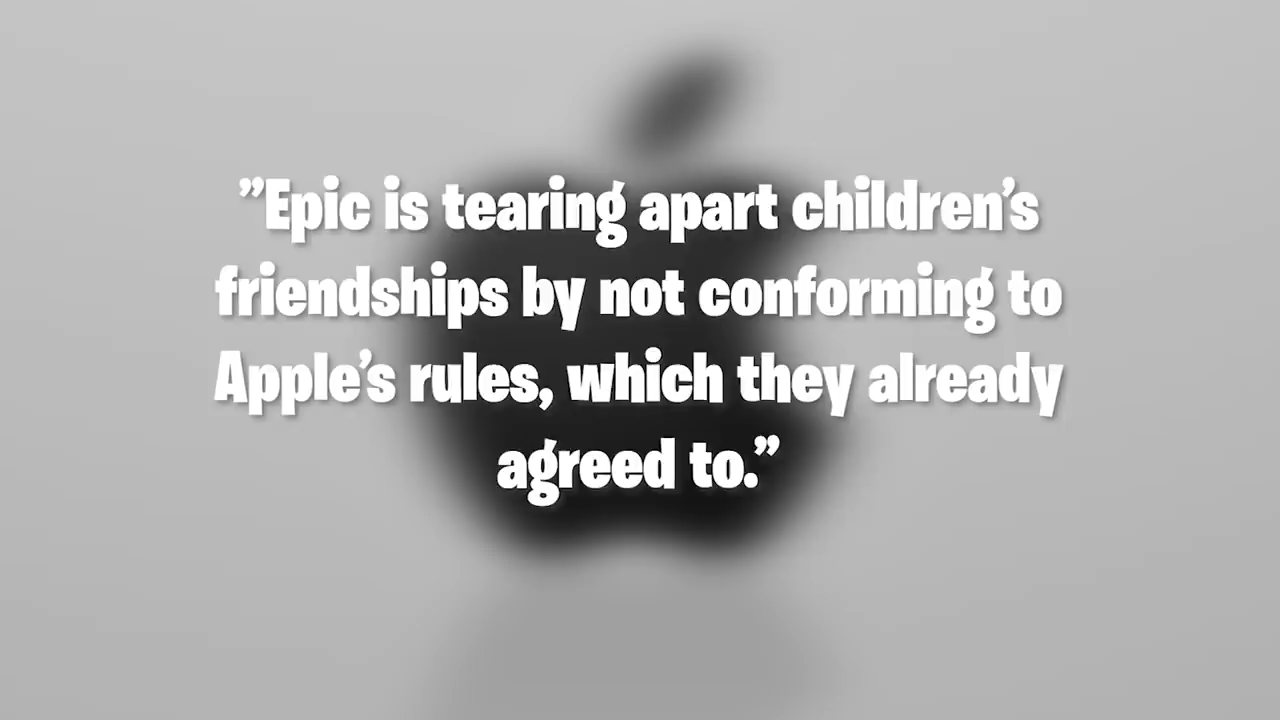 ”Epic is tearing apart children’s
friendships by not conforming to
Apple’s rules, which they already
agreed to.”